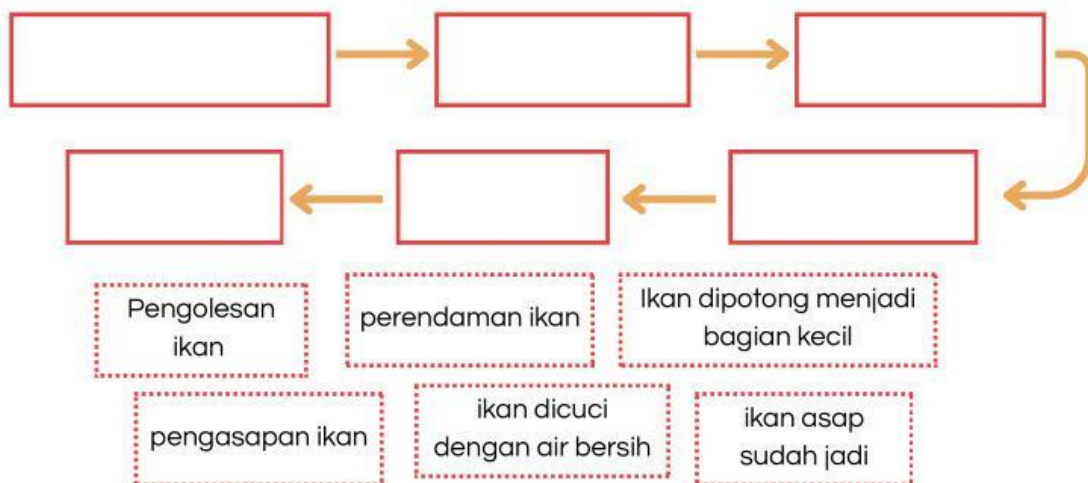 Pengolesan
ikan
perendaman ikan
Ikan dipotong menjadi
bagian kecil
pengasapan ikan
ikan dicuci
dengan air bersih
ikan asap
sudah jadi